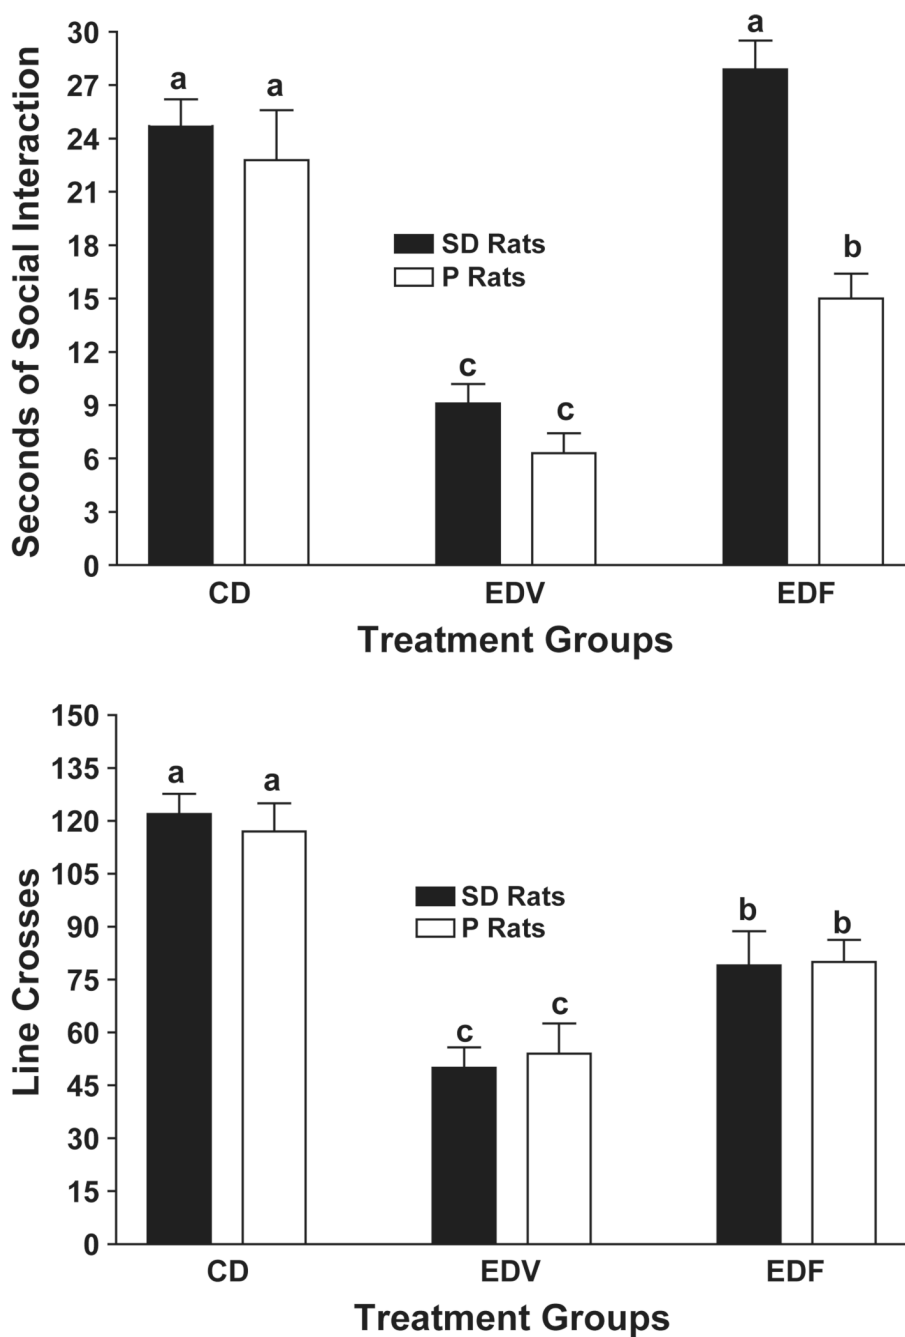 30
27
24
21
18
15
12
9
6
3
0
Seconds of Social Interaction
a
a
c
c
a
b
SD Rats
P Rats
CD
EDV
EDF
Treatment Groups
150
135
120
105
90
75
60
45
30
15
0
Line Crosses
a
a
c
c
b
b
SD Rats
P Rats
CD
EDV
EDF
Treatment Groups